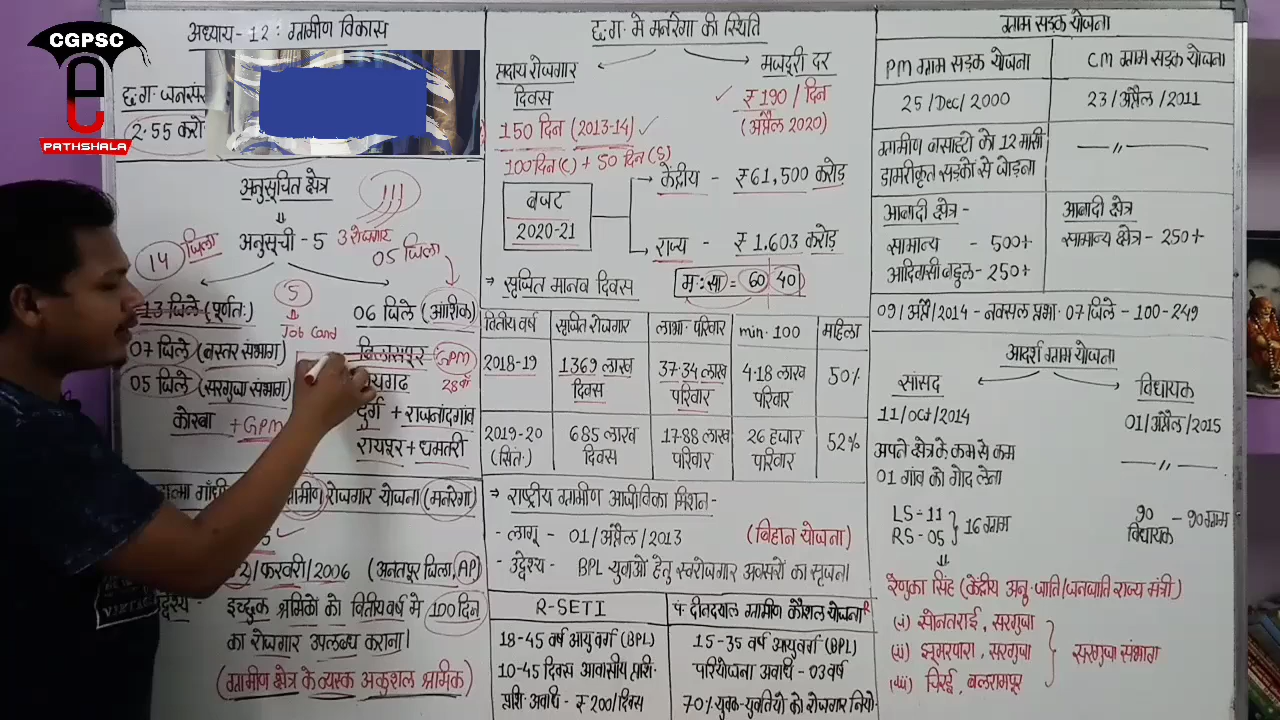 CGPSC
PATHSHALA
अध्याय - 12 : ग्रामीण विकास
छ.ग. जनसं
2.55 करो
अनुसूचित क्षेत्र
अनुसूची - 5
3 रोजगार
05 जिला
14 जिला
5
Job Card
13 जिले (पूर्णतः)
07 जिले (बस्तर संभाग)
05 जिले (सरगुजा संभाग)
कोरबा + GPM
06 जिले (आंशिक)
बिलासपुर GPM
यगढ 28वाँ
दुर्ग + राजनांदगांव
रायपुर + धमतरी
त्मा गाँधी रोजगार योजना (मनरेगा)
/फरवरी/2006 (अनंतपुर जिला, AP)
इच्छुक श्रमिकों को वित्तीय वर्ष में 100 दिन
का रोजगार उपलब्ध कराना।
(ग्रामीण क्षेत्र के व्यस्क अकुशल श्रमिक)
छ.ग. में मनरेगा की स्थिति
प्रदाय रोजगार
दिवस
150 दिन (2013-14)
100 दिन (C) + 50 दिन (S)
मजदूरी दर
₹190/दिन
(अप्रैल 2020)
बजट
2020-21
केंद्रीय - ₹61,500 करोड़
राज्य - ₹1.603 करोड़
म : सा = 60 40
→ सृजित मानव दिवस
वित्तीय वर्ष सृजित रोजगार लाभा. परिवार min. 100 महिला
2018-19 1369 लाख दिवस 37.34 लाख परिवार 4.18 लाख परिवार 50%
2019-20 (सित.) 685 लाख दिवस 17.88 लाख परिवार 26 हजार परिवार 52%
→ राष्ट्रीय ग्रामीण आजीविका मिशन -
- लागू - 01/अप्रैल/2013 (बिहान योजना)
- उद्देश्य - BPL युवाओं हेतु स्वरोजगार अवसरों का सृजन।
R-SETI
18-45 वर्ष आयु वर्ग (BPL)
10-45 दिवस आवासीय प्रशि.
प्रशि. अवधि - ₹200/दिवस
पं. दीनदयाल ग्रामीण कौशल योजना
15-35 वर्ष आयुवर्ग (BPL)
परियोजना अवधि - 03 वर्ष
70% युवक-युवतियों को रोजगार नियो.
ग्राम सड़क योजना
PM ग्राम सड़क योजना CM ग्राम सड़क योजना
25/Dec/2000 23/अप्रैल/2011
ग्रामीण बसाहटों को 12 मासी
डामरीकृत सड़कों से जोड़ना
— 〃 —
आबादी क्षेत्र -
सामान्य - 500+
आदिवासी बहुल - 250+
आबादी क्षेत्र
सामान्य क्षेत्र - 250+
09/अप्रै/2014 - नक्सल प्रभा. 07 जिले - 100-249
आदर्श ग्राम योजना
सांसद
11/oct/2014
अपने क्षेत्र के कम से कम
01 गांव को गोद लेना
LS - 11
RS - 05
16 ग्राम
विधायक
01/अप्रैल/2015
— 〃 —
90 विधायक - 90 ग्राम
रेणुका सिंह (केंद्रीय अनु. जाति/जनजाति राज्य मंत्री)
(i) सोनतराई, सरगुजा
(ii) झूमरपारा, सरगुजा
(iii) चिरई, बलरामपुर
सरगुजा संभाग